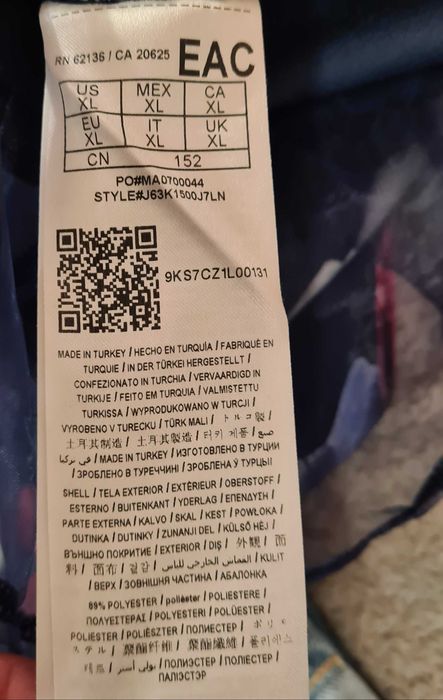 RN 62136 / CA 20625 EAC
US XL MEX XL CA XL
EU XL IT XL UK XL
CN 152
PO#MA0700044
STYLE#J63K1500J7LN
9KS7CZ1L00131
MADE IN TURKEY / HECHO EN TURQUÍA / FABRIQUÉ EN
TURQUIE / IN DER TÜRKEI HERGESTELLT /
CONFEZIONATO IN TURCHIA / VERVAARDIGD IN
TURKIJE / FEITO EM TURQUIA / VALMISTETTU
TURKISSA / WYPRODUKOWANO W TURCJI /
VYROBENO V TURECKU / TÜRK MALI / トルコ製 /
土耳其制造 / 土耳其製造 / 터키 제품 / صنع
في تركيا / MADE IN TURKEY / ИЗГОТОВЛЕНО В ТУРЦИИ
/ ЗРОБЛЕНО В ТУРЕЧЧИНІ / ЗРОБЛЕНА Ў ТУРЦЫІ
SHELL / TELA EXTERIOR / EXTÉRIEUR / OBERSTOFF /
ESTERNO / BUITENKANT / YDERLAG / ΕΠΕΝΔΥΣΗ /
PARTE EXTERNA / KALVO / SKAL / KEST / POWŁOKA /
DUTINKA / DUTINKY / ZUNANJI DEL / KÜLSŐ HÉJ /
ВЪНШНО ПОКРИТИЕ / EXTERIOR / DIŞ / 外観 / 面
料 / 面布 / 겉감 / القماش الخارجي للباس / KULIT
/ ВЕРХ / ЗОВНІШНЯ ЧАСТИНА / АБАЛОНКА
89% POLYESTER / poliéster / POLIESTERE /
ΠΟΛΥΕΣΤΕΡΑΣ / POLYESTERI / POLÜESTER /
POLIESTER / POLIÉSZTER / ПОЛИЕСТЕР / ポリエ
ステル / 聚酯纤维 / 聚酯纖維 / 폴리에스
테르 / بولي أستر / ПОЛИЭСТЕР / ПОЛІЕСТЕР /
ПАЛІЭСТЭР